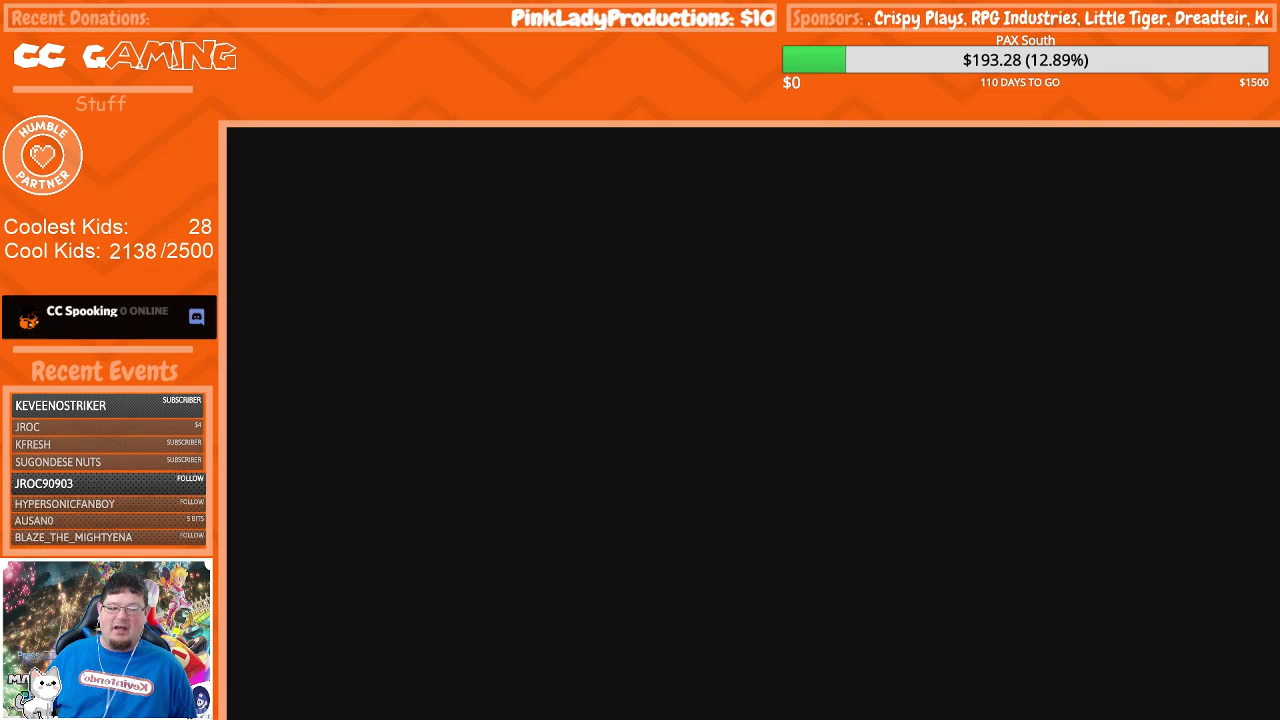 Recent Donations:
PinkLadyProductions: $10
Sponsors: , Crispy Plays, RPG Industries, Little Tiger, Dreadteir,
CC GAMING
PAX South
$193.28 (12.89%)
$0
110 DAYS TO GO
$1500
Stuff
HUMBLE PARTNER
Coolest Kids: 28
Cool Kids: 2138/2500
CC Spooking 0 ONLINE
Recent Events
KEVEENOSTRIKER SUBSCRIBER
JROC $4
KFRESH SUBSCRIBER
SUGONDESE NUTS SUBSCRIBER
JROC90903 FOLLOW
HYPERSONICFANBOY FOLLOW
AUSAN0 5 BITS
BLAZE_THE_MIGHTYENA FOLLOW
Press
Kevintendo